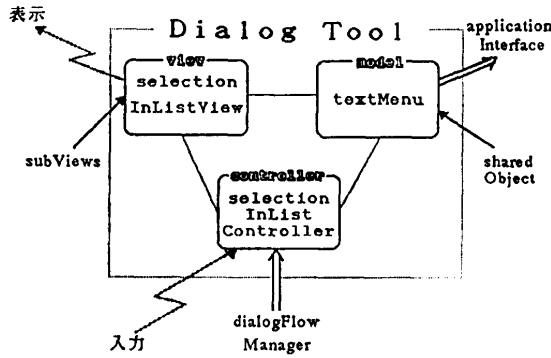 表示
Dialog Tool
application
Interface
view
selection
InListView
model
textMenu
subViews
shared
Object
controller
selection
InList
Controller
入力
dialogFlow
Manager